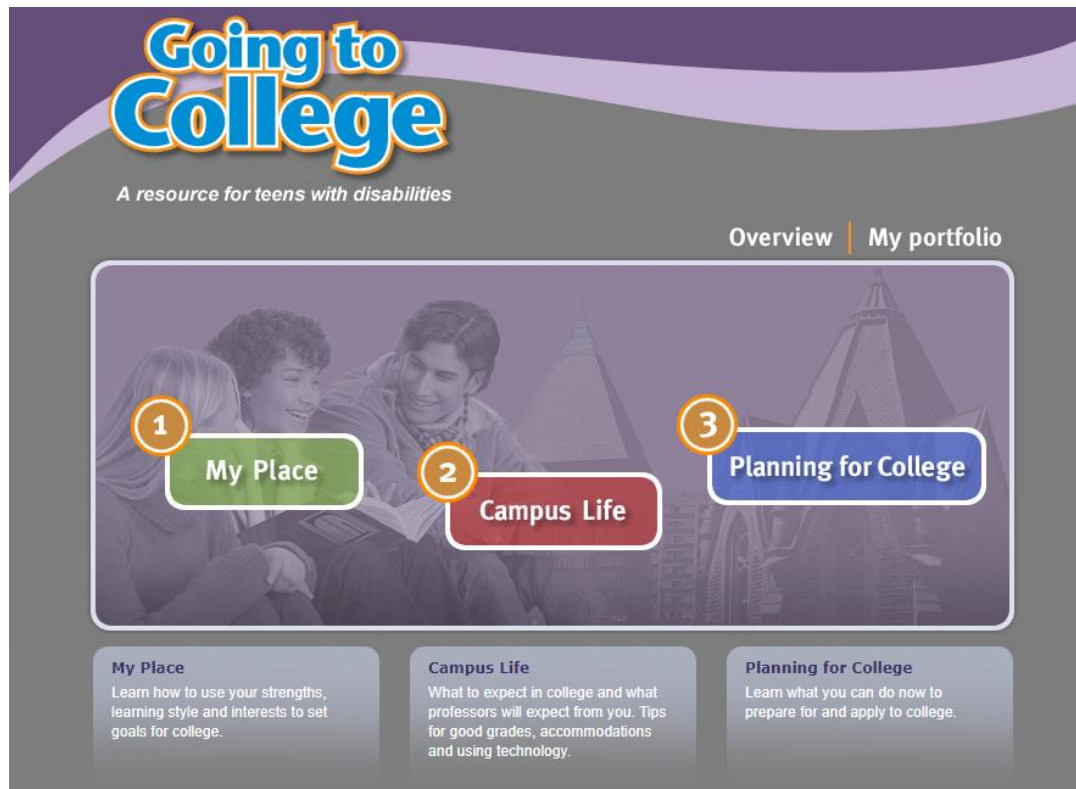 Going to
College
A resource for teens with disabilities
Overview
My portfolio
1
My Place
2
Campus Life
3
Planning for College
My Place
Learn how to use your strengths,
learning style and interests to set
goals for college.
Campus Life
What to expect in college and what
professors will expect from you. Tips
for good grades, accommodations
and using technology.
Planning for College
Learn what you can do now to
prepare for and apply to college.